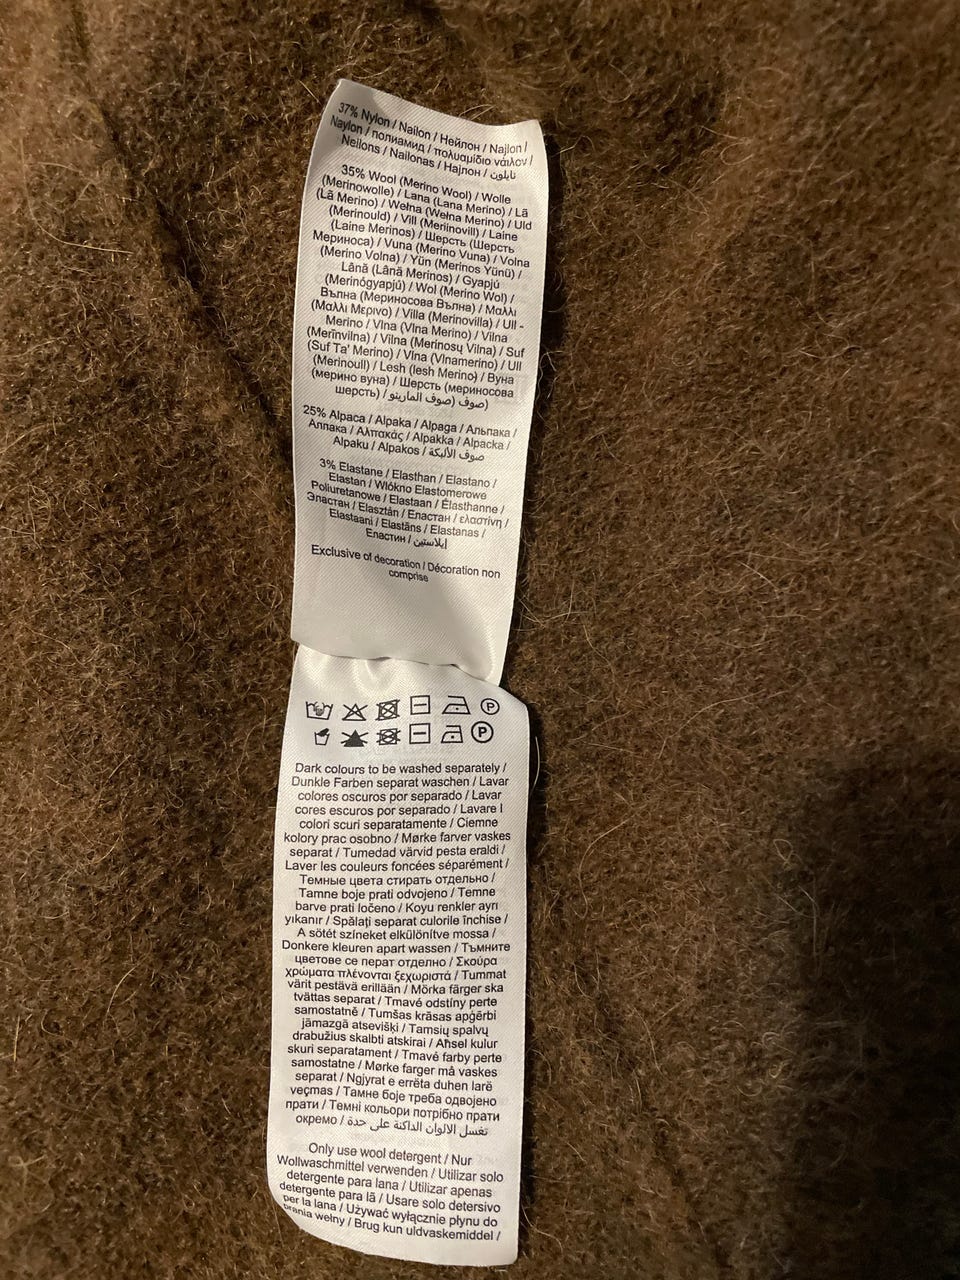 37% Nylon / Nailon / Нейлон / Najlon /
Naylon / полиамид / πολυαμίδιο νάιλον /
Neilons / Nailonas / Најлон / نايلون
35% Wool (Merino Wool) / Wolle
(Merinowolle) / Lana (Lana Merino) / Lã
(Lã Merino) / Wełna (Wełna Merino) / Uld
(Merinould) / Vill (Meriinovill) / Laine
(Laine Merinos) / Шерсть (Шерсть
Мериноса) / Vuna (Merino Vuna) / Volna
(Merino Volna) / Yün (Merinos Yünü) /
Lână (Lână Merinos) / Gyapjú
(Merinógyapjú) / Wol (Merino Wol) /
Вълна (Мериносова Вълна) / Μαλλί
(Μαλλί Μερινο) / Villa (Merinovilla) / Ull -
Merino / Vlna (Vlna Merino) / Vilna
(Merīnvilna) / Vilna (Merinosų Vilna) / Suf
(Suf Ta' Merino) / Vlna (Vlnamerino) / Ull
(Merinoull) / Lesh (lesh Merino) / Вуна
(мерино вуна) / Шерсть (мериносова
шерсть) / صوف (صوف المارينو)
25% Alpaca / Alpaka / Alpaga / Альпака /
Алпака / Αλπακάς / Alpakka / Alpacka /
Alpaku / Alpakos / صوف الألبكة
3% Elastane / Elasthan / Elastano /
Elastan / Włókno Elastomerowe
Poliuretanowe / Elastaan / Élasthanne /
Эластан / Elasztán / Еластан / ελαστίνη /
Elastaani / Elastāns / Elastanas /
Еластин / إيلاستين
Exclusive of decoration / Décoration non
comprise
P
P
Dark colours to be washed separately /
Dunkle Farben separat waschen / Lavar
colores oscuros por separado / Lavar
cores escuros por separado / Lavare I
colori scuri separatamente / Ciemne
kolory prac osobno / Mørke farver vaskes
separat / Tumedad värvid pesta eraldi /
Laver les couleurs foncées séparément /
Темные цвета стирать отдельно /
Tamne boje prati odvojeno / Temne
barve prati ločeno / Koyu renkler ayrı
yıkanır / Spălaţi separat culorile închise /
A sötét színeket elkülönítve mossa /
Donkere kleuren apart wassen / Тъмните
цветове се перат отделно / Σκούρα
χρώματα πλένονται ξεχωριστά / Tummat
värit pestävä erillään / Mörka färger ska
tvättas separat / Tmavé odstíny perte
samostatně / Tumšas krāsas apģērbi
jāmazgā atsevišķi / Tamsių spalvų
drabužius skalbti atskirai / Aħsel kulur
skuri separatament / Tmavé farby perte
samostatne / Mørke farger må vaskes
separat / Ngjyrat e errëta duhen larë
veçmas / Тамне боје треба одвојено
прати / Темні кольори потрібно прати
окремо / تغسل الالوان الداكنة على حدة
Only use wool detergent / Nur
Wollwaschmittel verwenden / Utilizar solo
detergente para lana / Utilizar apenas
detergente para lã / Usare solo detersivo
per la lana / Używać wyłącznie płynu do
prania wełny / Brug kun uldvaskemiddel /